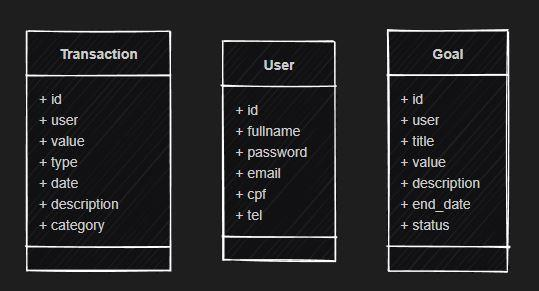 Transaction
+ id
+ user
+ value
+ type
+ date
+ description
+ category
User
+ id
+ fullname
+ password
+ email
+ cpf
+ tel
Goal
+ id
+ user
+ title
+ value
+ description
+ end_date
+ status